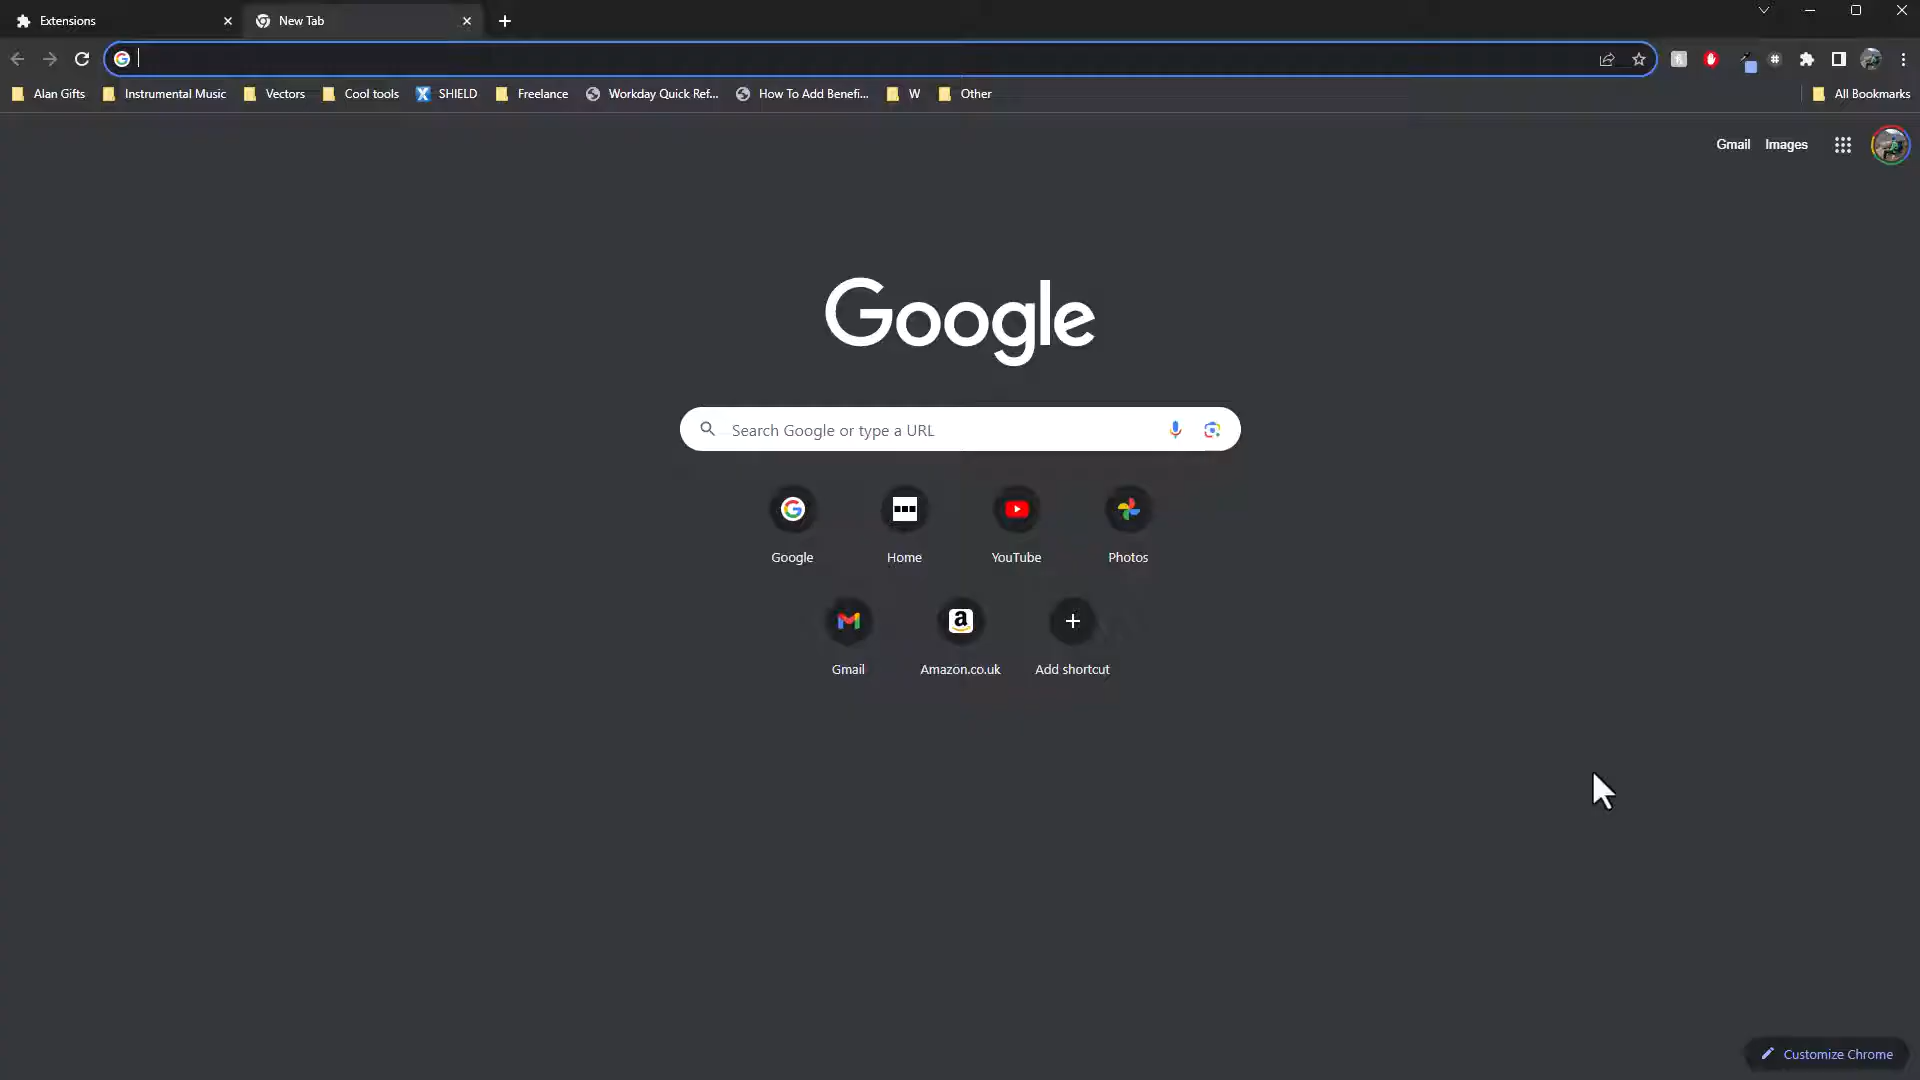 Extensions
New Tab
Alan Gifts
Instrumental Music
Vectors
Cool tools
SHIELD
Freelance
Workday Quick Ref...
How To Add Benefi...
W
Other
All Bookmarks
Gmail
Images
Google
Search Google or type a URL
Google
Home
YouTube
Photos
Gmail
Amazon.co.uk
Add shortcut
Customize Chrome